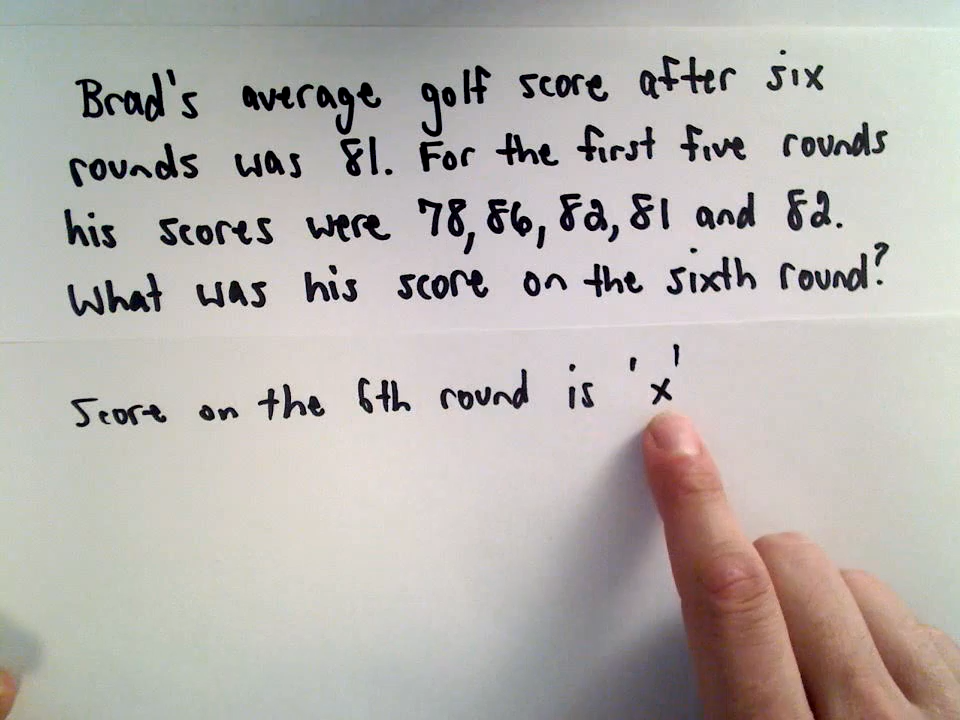 Brad's average golf score after six
rounds was 81. For the first five rounds
his scores were 78, 86, 82, 81 and 82.
What was his score on the sixth round?
Score on the 6th round is 'x'